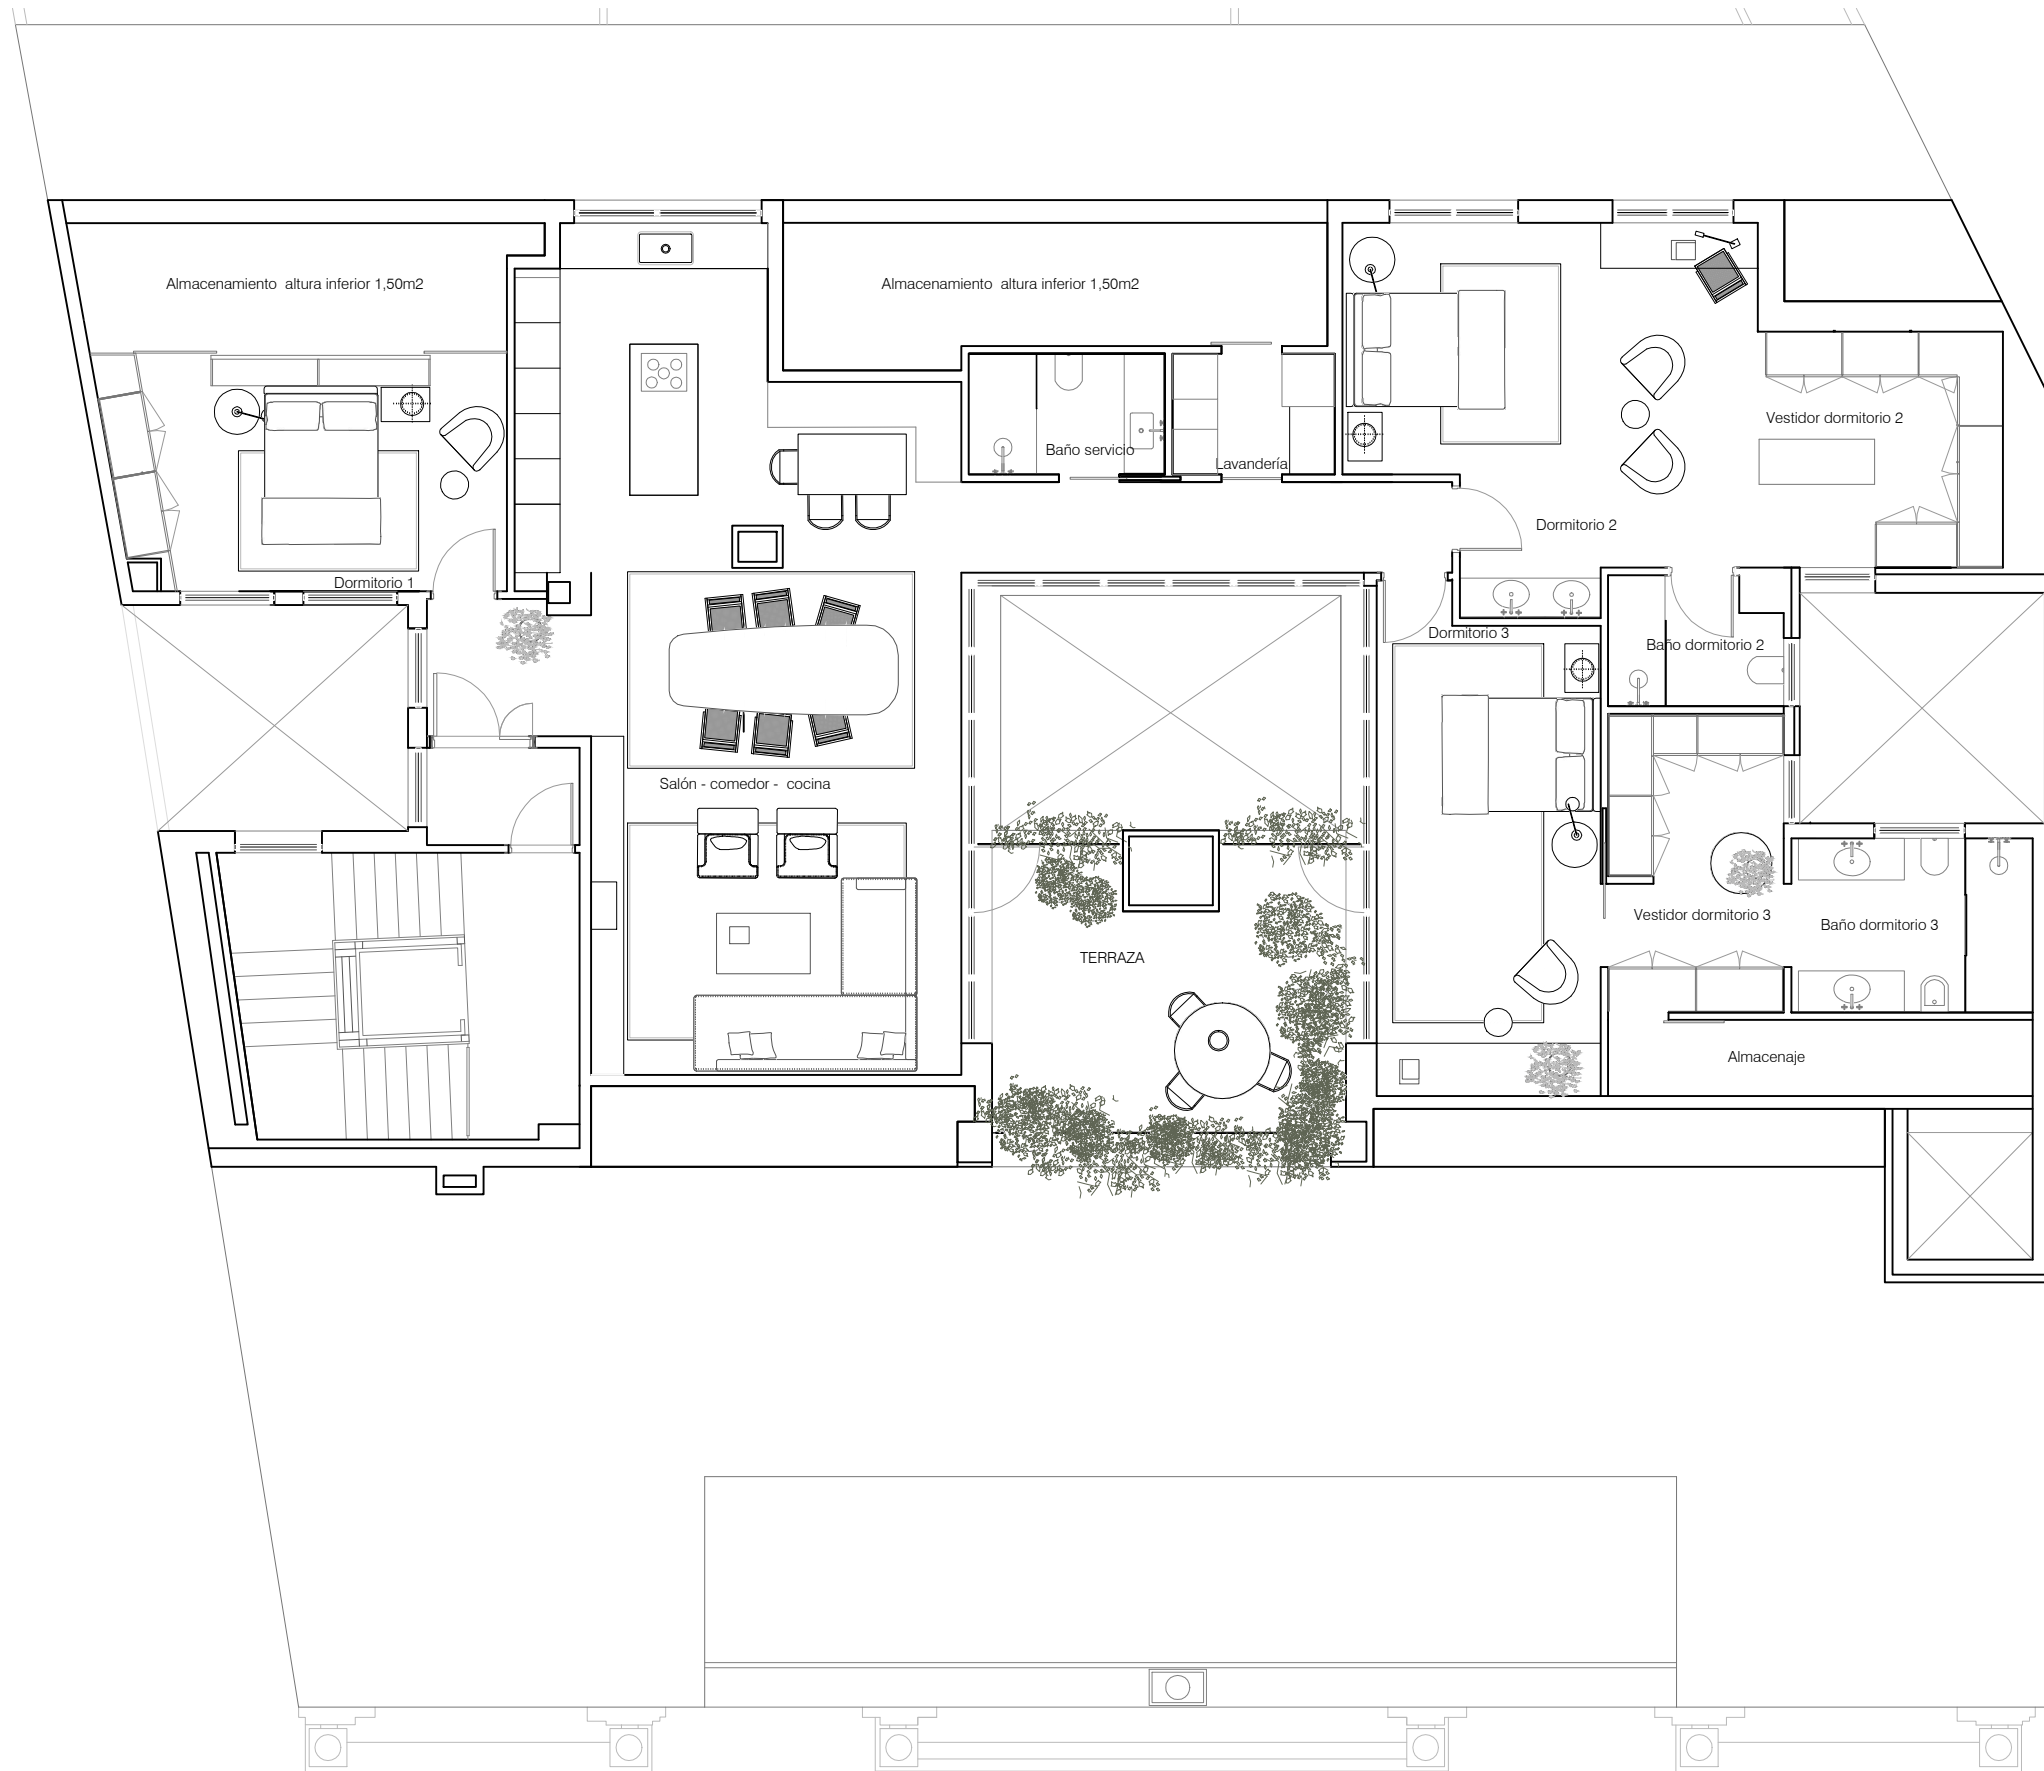 Almacenamiento altura inferior 1,50m2
Almacenamiento altura inferior 1,50m2
Vestidor dormitorio 2
Baño servicio
Lavandería
Dormitorio 2
Dormitorio 1
Dormitorio 3
Baño dormitorio 2
Salón - comedor - cocina
Vestidor dormitorio 3
Baño dormitorio 3
TERRAZA
Almacenaje